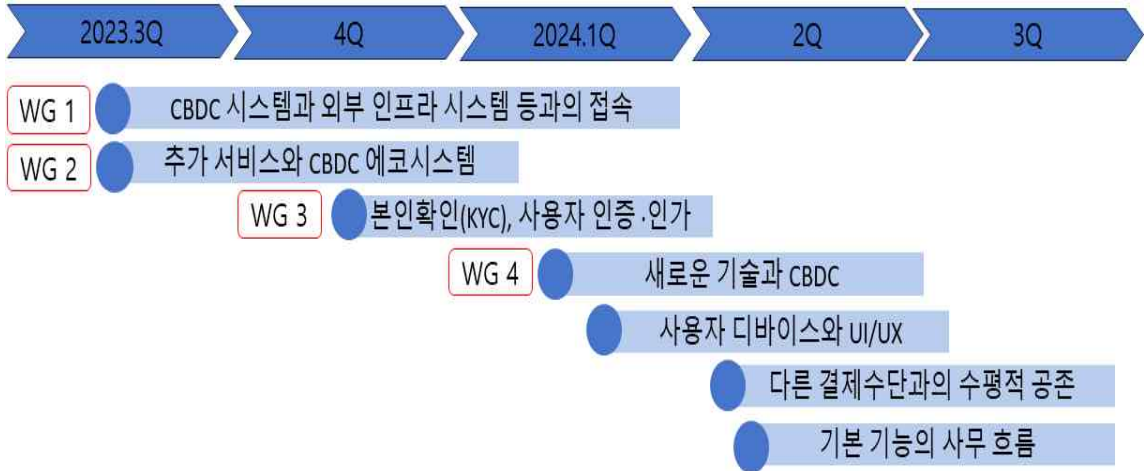 2023.3Q 4Q 2024.1Q 2Q 3Q
WG 1 CBDC 시스템과 외부 인프라 시스템 등과의 접속
WG 2 추가 서비스와 CBDC 에코시스템
WG 3 본인확인(KYC), 사용자 인증·인가
WG 4 새로운 기술과 CBDC
사용자 디바이스와 UI/UX
다른 결제수단과의 수평적 공존
기본 기능의 사무 흐름